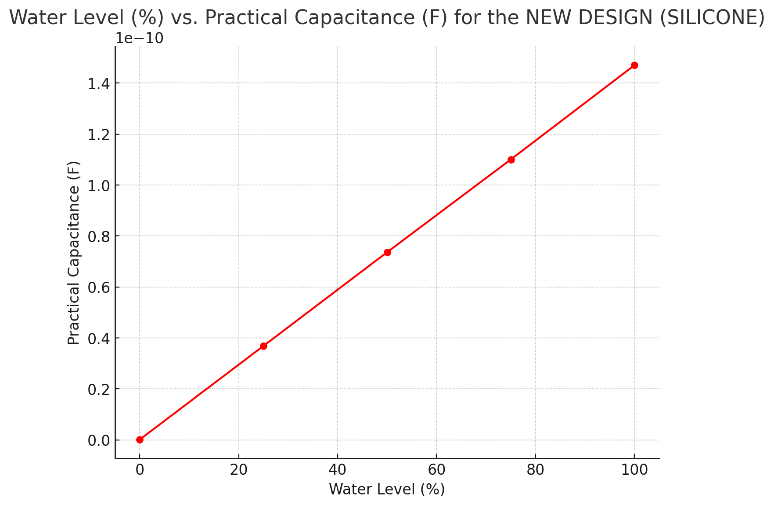 Water Level (%) vs. Practical Capacitance (F) for the NEW DESIGN (SILICONE)
1e−10
1.4
1.2
1.0
0.8
0.6
0.4
0.2
0.0
Practical Capacitance (F)
0 20 40 60 80 100
Water Level (%)